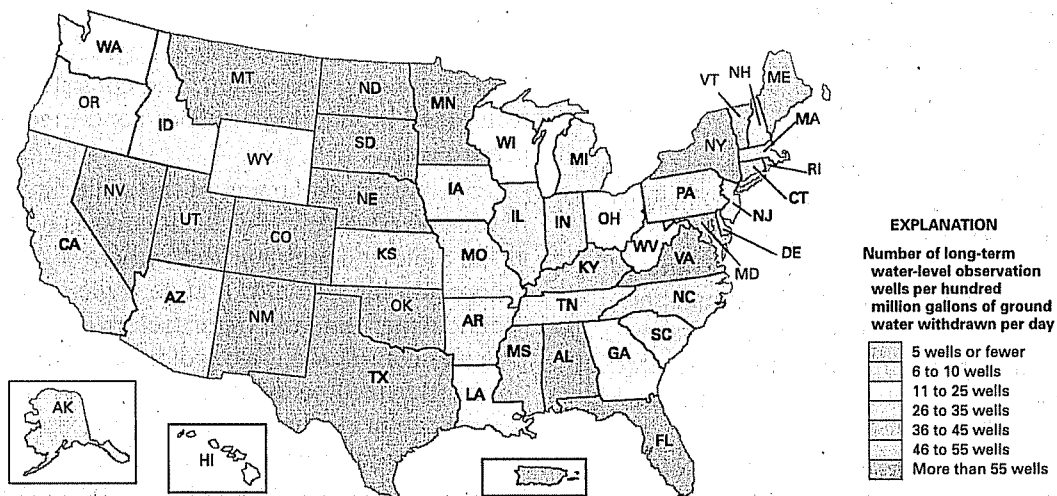 WA
MT
ND
MN
VT
NH
ME
OR
ID
SD
WI
MI
NY
MA
WY
RI
NV
NE
IA
PA
CT
UT
IL
IN
OH
NJ
CA
CO
KS
MO
WV
VA
DE
KY
MD
AZ
NM
OK
AR
TN
NC
SC
MS
AL
GA
TX
LA
AK
HI
FL
EXPLANATION
Number of long-term
water-level observation
wells per hundred
million gallons of ground
water withdrawn per day
5 wells or fewer
6 to 10 wells
11 to 25 wells
26 to 35 wells
36 to 45 wells
46 to 55 wells
More than 55 wells